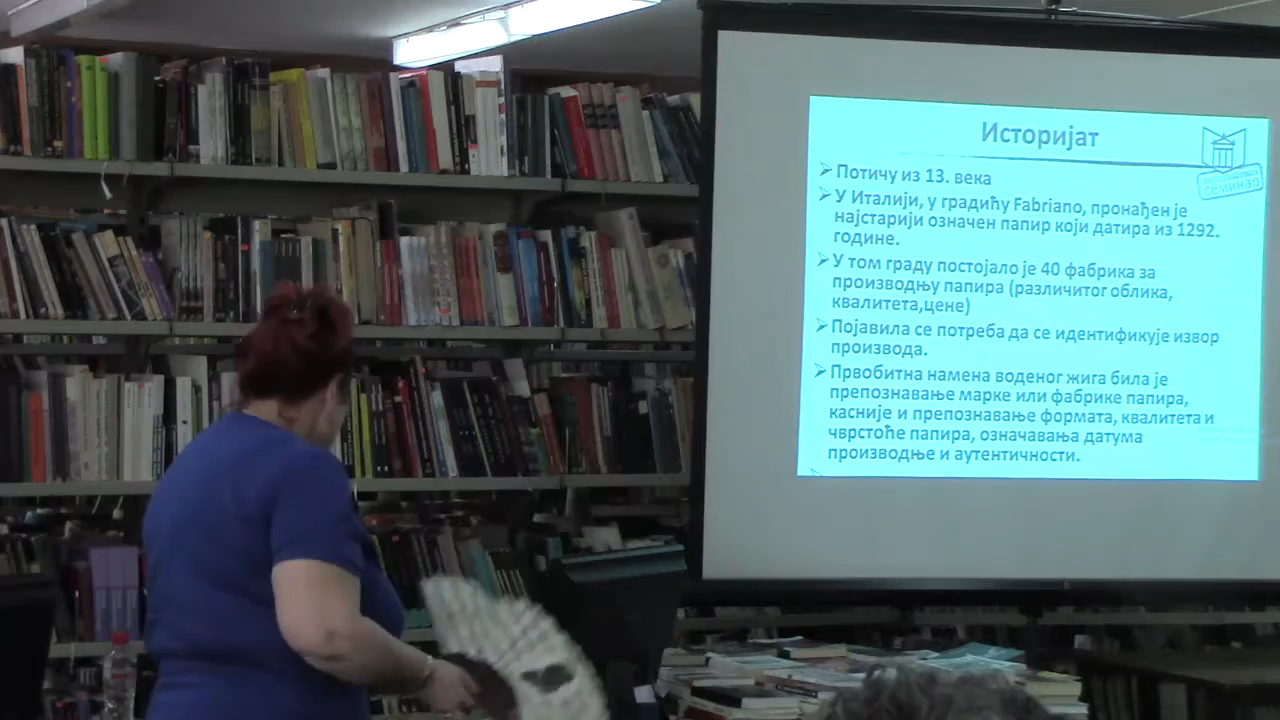 Историјат
семинар
Потичу из 13. века
У Италији, у градићу Fabriano, пронађен је
најстарији означен папир који датира из 1292.
године.
У том граду постојало је 40 фабрика за
производњу папира (различитог облика,
квалитета,цене)
Појавила се потреба да се идентификује извор
производа.
Првобитна намена воденог жига била је
препознавање марке или фабрике папира,
касније и препознавање формата, квалитета и
чврстоће папира, означавања датума
производње и аутентичности.